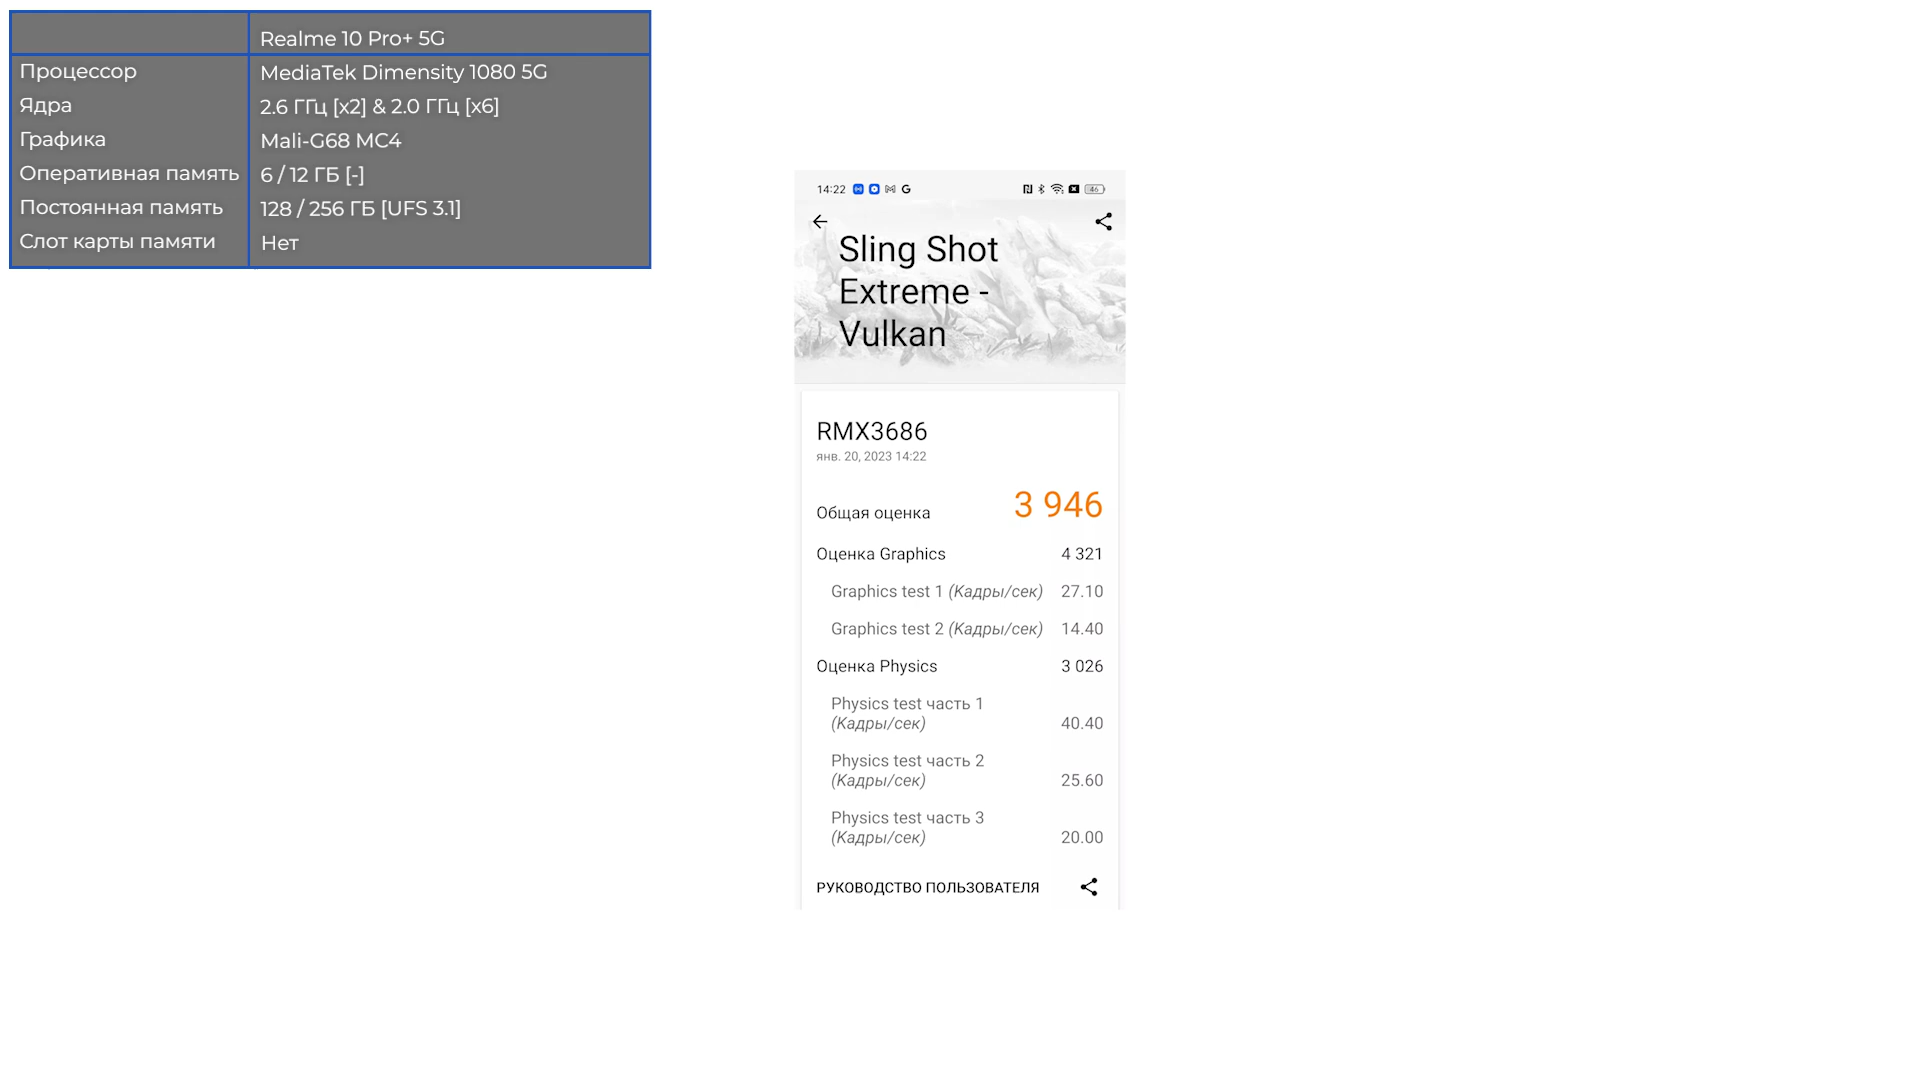 Realme 10 Pro+ 5G
Процессор MediaTek Dimensity 1080 5G
Ядра 2.6 ГГц [x2] & 2.0 ГГц [x6]
Графика Mali-G68 MC4
Оперативная память 6 / 12 ГБ [-]
Постоянная память 128 / 256 ГБ [UFS 3.1]
Слот карты памяти Нет
14:22 46
Sling Shot
Extreme -
Vulkan
RMX3686
янв. 20, 2023 14:22
Общая оценка 3 946
Оценка Graphics 4 321
Graphics test 1 (Кадры/сек) 27.10
Graphics test 2 (Кадры/сек) 14.40
Оценка Physics 3 026
Physics test часть 1
(Кадры/сек) 40.40
Physics test часть 2
(Кадры/сек) 25.60
Physics test часть 3
(Кадры/сек) 20.00
РУКОВОДСТВО ПОЛЬЗОВАТЕЛЯ